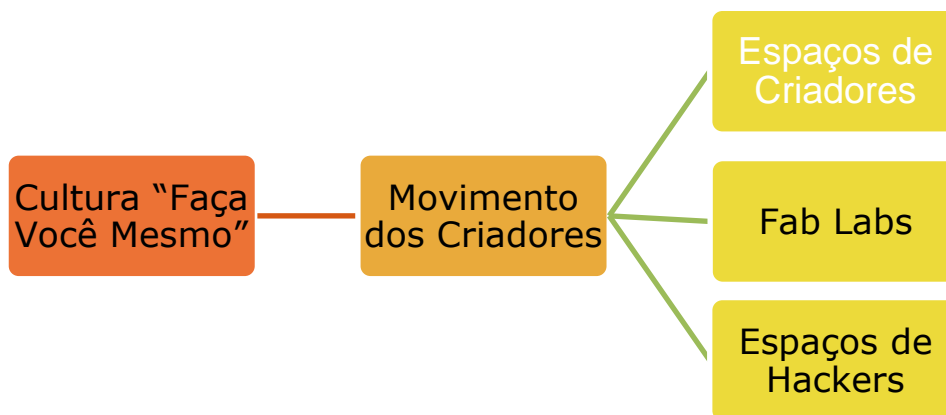 Cultura “Faça
Você Mesmo”
Movimento
dos Criadores
Espaços de
Criadores
Fab Labs
Espaços de
Hackers